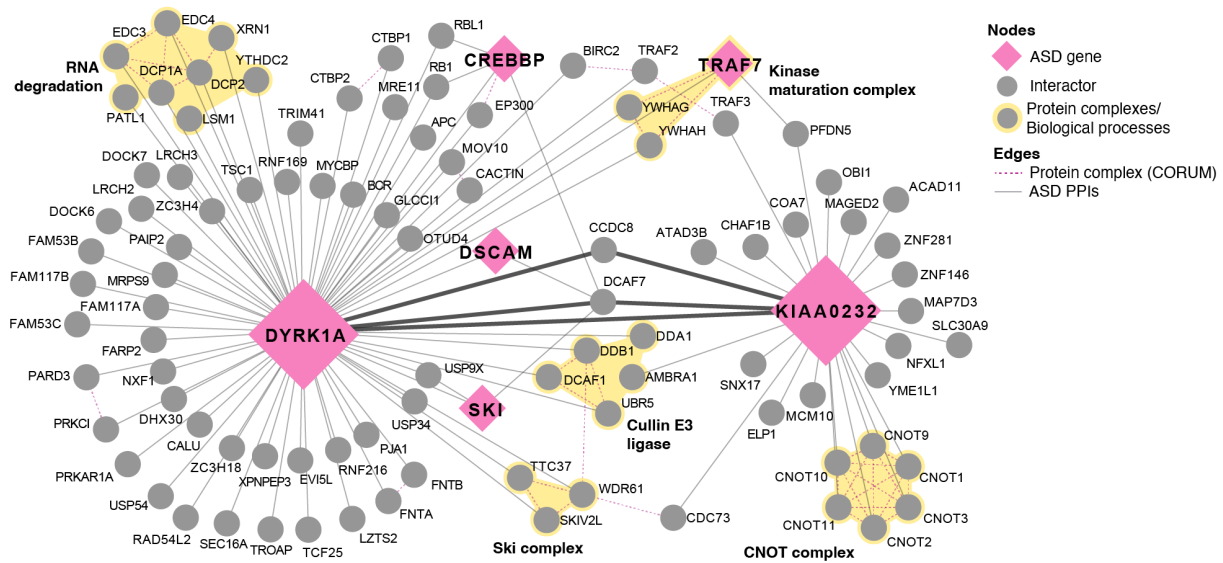 EDC4
EDC3
XRN1
RBL1
CTBP1
CREBBP
BIRC2
TRAF2
TRAF7
Nodes
ASD gene
Interactor
Protein complexes/
Biological processes
Edges
Protein complex (CORUM)
ASD PPIs
RNA
degradation
DCP1A
DCP2
YTHDC2
CTBP2
RB1
MRE11
Kinase
maturation complex
PATL1
LSM1
TRIM41
EP300
APC
YWHAG
TRAF3
YWHAH
PFDN5
DOCK7
LRCH3
TSC1
RNF169
MYCBP
BCR
MOV10
CACTIN
LRCH2
ZC3H4
GLCCI1
OBI1
ACAD11
COA7
MAGED2
DOCK6
PAIP2
OTUD4
DSCAM
CCDC8
ATAD3B
CHAF1B
ZNF281
FAM53B
MRPS9
FAM117B
DCAF7
ZNF146
FAM117A
KIAA0232
MAP7D3
FAM53C
DYRK1A
SLC30A9
FARP2
DDA1
DDB1
NFXL1
PARD3
NXF1
USP9X
DCAF1
AMBRA1
SNX17
YME1L1
SKI
UBR5
MCM10
PRKCI
DHX30
USP34
Cullin E3
ligase
ELP1
CALU
PJA1
CNOT9
PRKAR1A
ZC3H18
XPNPEP3
EVI5L
RNF216
FNTB
TTC37
WDR61
CNOT10
CNOT1
USP54
FNTA
SKIV2L
CDC73
CNOT11
CNOT3
RAD54L2
SEC16A
TROAP
TCF25
LZTS2
Ski complex
CNOT2
CNOT complex